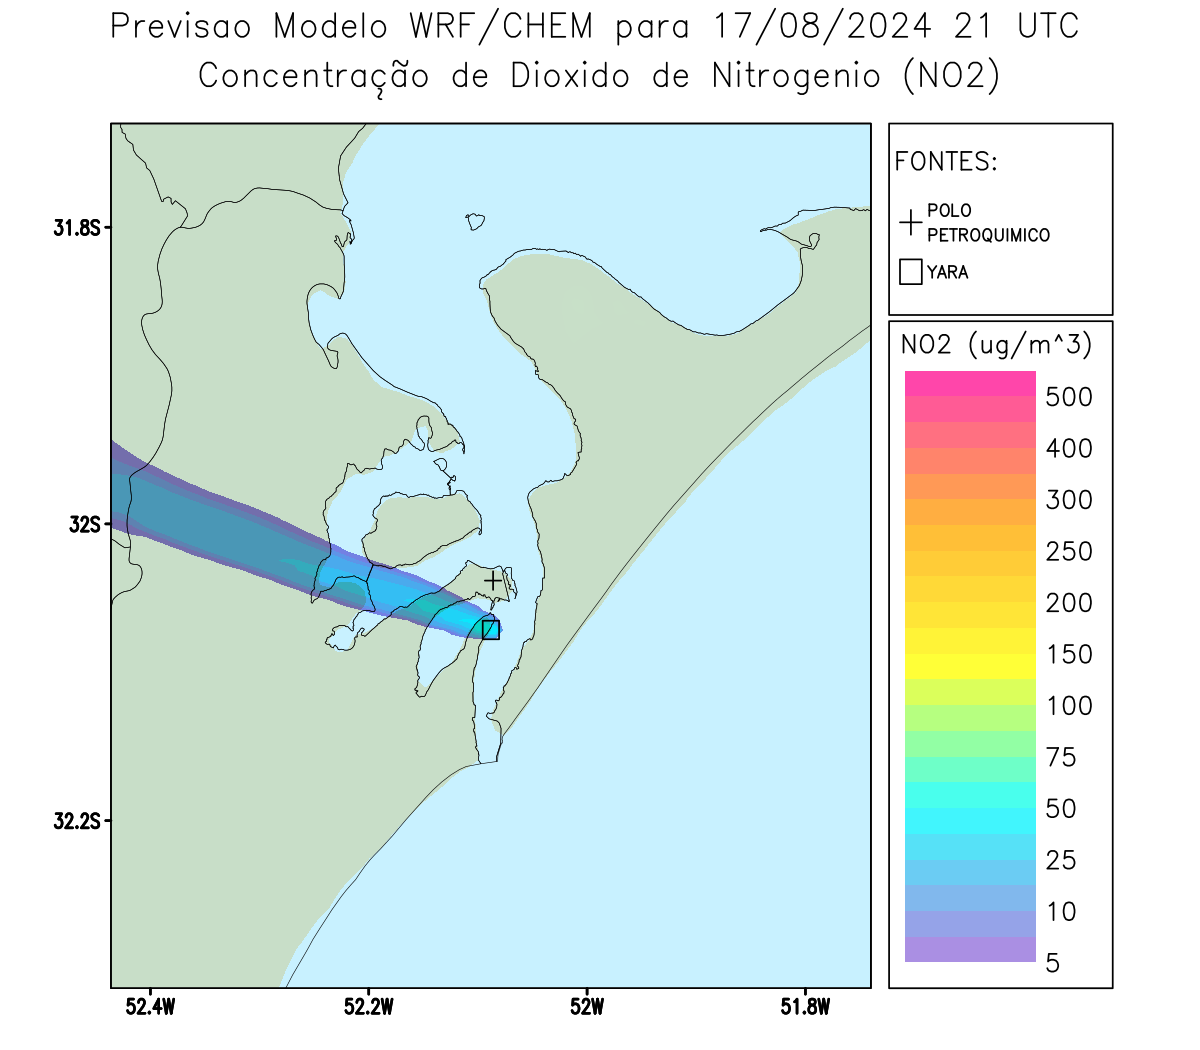 Previsao Modelo WRF/CHEM para 17/08/2024 21 UTC
Concentração de Dioxido de Nitrogenio (NO2)
FONTES:
POLO
PETROQUIMICO
YARA
NO2 (ug/m^3)
500
400
300
250
200
150
100
75
50
25
10
5
31.8S
32S
32.2S
52.4W
52.2W
52W
51.8W